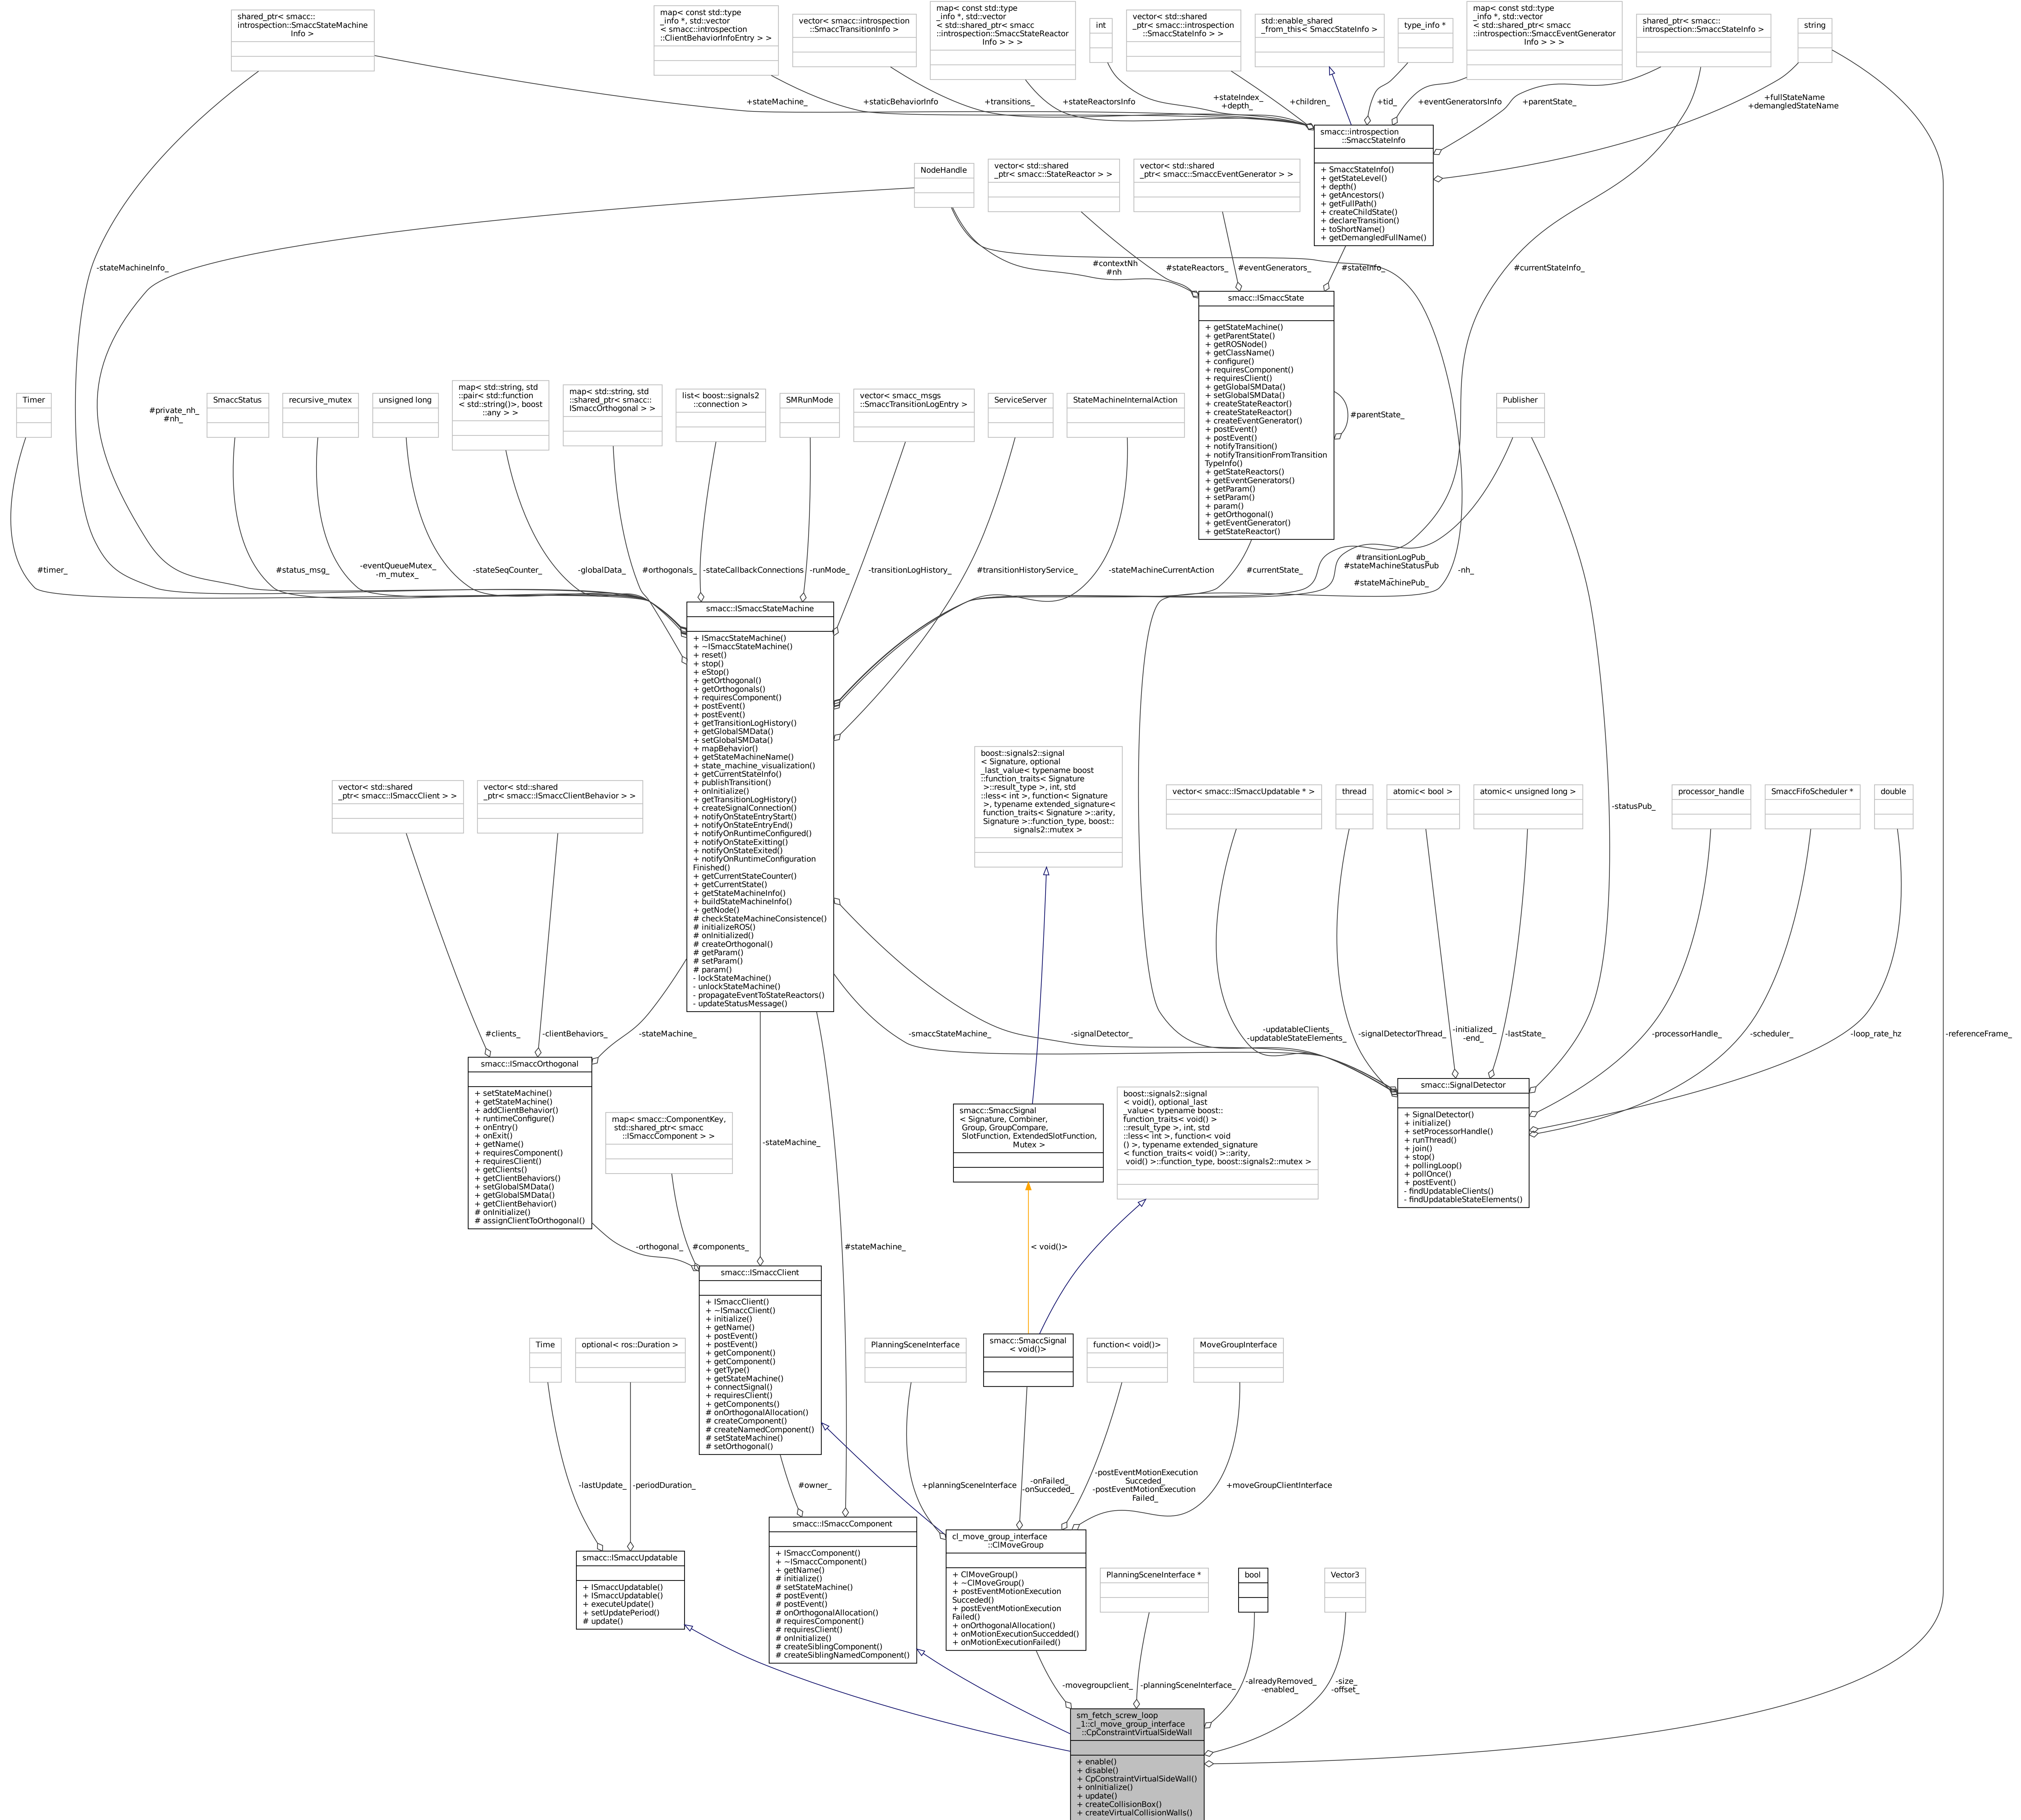 shared_ptr< smacc::
introspection::SmaccStateMachine
Info >
map< const std::type
_info *, std::vector
< smacc::introspection
::ClientBehaviorInfoEntry > >
vector< smacc::introspection
::SmaccTransitionInfo >
map< const std::type
_info *, std::vector
< std::shared_ptr< smacc
::introspection::SmaccStateReactor
Info > > >
int
vector< std::shared
_ptr< smacc::introspection
::SmaccStateInfo > >
std::enable_shared
_from_this< SmaccStateInfo >
type_info *
map< const std::type
_info *, std::vector
< std::shared_ptr< smacc
::introspection::SmaccEventGenerator
Info > > >
shared_ptr< smacc::
introspection::SmaccStateInfo >
string
+stateMachine_
+staticBehaviorInfo
+transitions_
+stateReactorsInfo
+stateIndex_
+depth_
+children_
+tid_
+eventGeneratorsInfo
+parentState_
+fullStateName
+demangledStateName
smacc::introspection
::SmaccStateInfo
+ SmaccStateInfo()
+ getStateLevel()
+ depth()
+ getAncestors()
+ getFullPath()
+ createChildState()
+ declareTransition()
+ toShortName()
+ getDemangledFullName()
NodeHandle
vector< std::shared
_ptr< smacc::StateReactor > >
vector< std::shared
_ptr< smacc::SmaccEventGenerator > >
-stateMachineInfo_
#contextNh
#nh
#stateReactors_
#eventGenerators_
#stateInfo_
#currentStateInfo_
smacc::ISmaccState
+ getStateMachine()
+ getParentState()
+ getROSNode()
+ getClassName()
+ configure()
+ requiresComponent()
+ requiresClient()
+ getGlobalSMData()
+ setGlobalSMData()
+ createStateReactor()
+ createStateReactor()
+ createEventGenerator()
+ postEvent()
+ postEvent()
+ notifyTransition()
+ notifyTransitionFromTransition
TypeInfo()
+ getStateReactors()
+ getEventGenerators()
+ getParam()
+ setParam()
+ param()
+ getOrthogonal()
+ getEventGenerator()
+ getStateReactor()
#parentState_
Timer
#private_nh_
#nh_
SmaccStatus
recursive_mutex
unsigned long
map< std::string, std
::pair< std::function
< std::string()>, boost
::any > >
map< std::string, std
::shared_ptr< smacc::
ISmaccOrthogonal > >
list< boost::signals2
::connection >
SMRunMode
vector< smacc_msgs
::SmaccTransitionLogEntry >
ServiceServer
StateMachineInternalAction
Publisher
#timer_
#status_msg_
-eventQueueMutex_
-m_mutex_
-stateSeqCounter_
-globalData_
#orthogonals_
-stateCallbackConnections
-runMode_
-transitionLogHistory_
#transitionHistoryService_
-stateMachineCurrentAction
#currentState_
#transitionLogPub_
#stateMachineStatusPub
_
#stateMachinePub_
-nh_
smacc::ISmaccStateMachine
+ ISmaccStateMachine()
+ ~ISmaccStateMachine()
+ reset()
+ stop()
+ eStop()
+ getOrthogonal()
+ getOrthogonals()
+ requiresComponent()
+ postEvent()
+ postEvent()
+ getTransitionLogHistory()
+ getGlobalSMData()
+ setGlobalSMData()
+ mapBehavior()
+ getStateMachineName()
+ state_machine_visualization()
+ getCurrentStateInfo()
+ publishTransition()
+ onInitialize()
+ getTransitionLogHistory()
+ createSignalConnection()
+ notifyOnStateEntryStart()
+ notifyOnStateEntryEnd()
+ notifyOnRuntimeConfigured()
+ notifyOnStateExitting()
+ notifyOnStateExited()
+ notifyOnRuntimeConfiguration
Finished()
+ getCurrentStateCounter()
+ getCurrentState()
+ getStateMachineInfo()
+ buildStateMachineInfo()
+ getNode()
# checkStateMachineConsistence()
# initializeROS()
# onInitialized()
# createOrthogonal()
# getParam()
# setParam()
# param()
- lockStateMachine()
- unlockStateMachine()
- propagateEventToStateReactors()
- updateStatusMessage()
vector< std::shared
_ptr< smacc::ISmaccClient > >
vector< std::shared
_ptr< smacc::ISmaccClientBehavior > >
boost::signals2::signal
< Signature, optional
_last_value< typename boost
::function_traits< Signature
>::result_type >, int, std
::less< int >, function< Signature
>, typename extended_signature<
function_traits< Signature >::arity,
Signature >::function_type, boost::
signals2::mutex >
vector< smacc::ISmaccUpdatable * >
thread
atomic< bool >
atomic< unsigned long >
processor_handle
SmaccFifoScheduler *
double
-statusPub_
#clients_
-clientBehaviors_
-stateMachine_
-smaccStateMachine_
-signalDetector_
-updatableClients_
-updatableStateElements_
-signalDetectorThread_
-initialized_
-end_
-lastState_
-processorHandle_
-scheduler_
-loop_rate_hz
-referenceFrame_
smacc::ISmaccOrthogonal
+ setStateMachine()
+ getStateMachine()
+ addClientBehavior()
+ runtimeConfigure()
+ onEntry()
+ onExit()
+ getName()
+ requiresComponent()
+ requiresClient()
+ getClients()
+ getClientBehaviors()
+ setGlobalSMData()
+ getGlobalSMData()
+ getClientBehavior()
# onInitialize()
# assignClientToOrthogonal()
map< smacc::ComponentKey,
std::shared_ptr< smacc
::ISmaccComponent > >
smacc::SmaccSignal
< Signature, Combiner,
Group, GroupCompare,
SlotFunction, ExtendedSlotFunction,
Mutex >
boost::signals2::signal
< void(), optional_last
_value< typename boost::
function_traits< void() >
::result_type >, int, std
::less< int >, function< void
() >, typename extended_signature
< function_traits< void() >::arity,
void() >::function_type, boost::signals2::mutex >
smacc::SignalDetector
+ SignalDetector()
+ initialize()
+ setProcessorHandle()
+ runThread()
+ join()
+ stop()
+ pollingLoop()
+ pollOnce()
+ postEvent()
- findUpdatableClients()
- findUpdatableStateElements()
-stateMachine_
-orthogonal_
#components_
#stateMachine_
< void()>
smacc::ISmaccClient
+ ISmaccClient()
+ ~ISmaccClient()
+ initialize()
+ getName()
+ postEvent()
+ postEvent()
+ getComponent()
+ getComponent()
+ getType()
+ getStateMachine()
+ connectSignal()
+ requiresClient()
+ getComponents()
# onOrthogonalAllocation()
# createComponent()
# createNamedComponent()
# setStateMachine()
# setOrthogonal()
Time
optional< ros::Duration >
PlanningSceneInterface
smacc::SmaccSignal
< void()>
function< void()>
MoveGroupInterface
-lastUpdate_
-periodDuration_
#owner_
+planningSceneInterface
-onFailed_
-onSucceded_
-postEventMotionExecution
Succeded_
-postEventMotionExecution
Failed_
+moveGroupClientInterface
smacc::ISmaccUpdatable
+ ISmaccUpdatable()
+ ISmaccUpdatable()
+ executeUpdate()
+ setUpdatePeriod()
# update()
smacc::ISmaccComponent
+ ISmaccComponent()
+ ~ISmaccComponent()
+ getName()
# initialize()
# setStateMachine()
# postEvent()
# postEvent()
# onOrthogonalAllocation()
# requiresComponent()
# requiresClient()
# onInitialize()
# createSiblingComponent()
# createSiblingNamedComponent()
cl_move_group_interface
::ClMoveGroup
+ ClMoveGroup()
+ ~ClMoveGroup()
+ postEventMotionExecution
Succeded()
+ postEventMotionExecution
Failed()
+ onOrthogonalAllocation()
+ onMotionExecutionSuccedded()
+ onMotionExecutionFailed()
PlanningSceneInterface *
bool
Vector3
-movegroupclient_
-planningSceneInterface_
-alreadyRemoved_
-enabled_
-size_
-offset_
sm_fetch_screw_loop
_1::cl_move_group_interface
::CpConstraintVirtualSideWall
+ enable()
+ disable()
+ CpConstraintVirtualSideWall()
+ onInitialize()
+ update()
+ createCollisionBox()
+ createVirtualCollisionWalls()